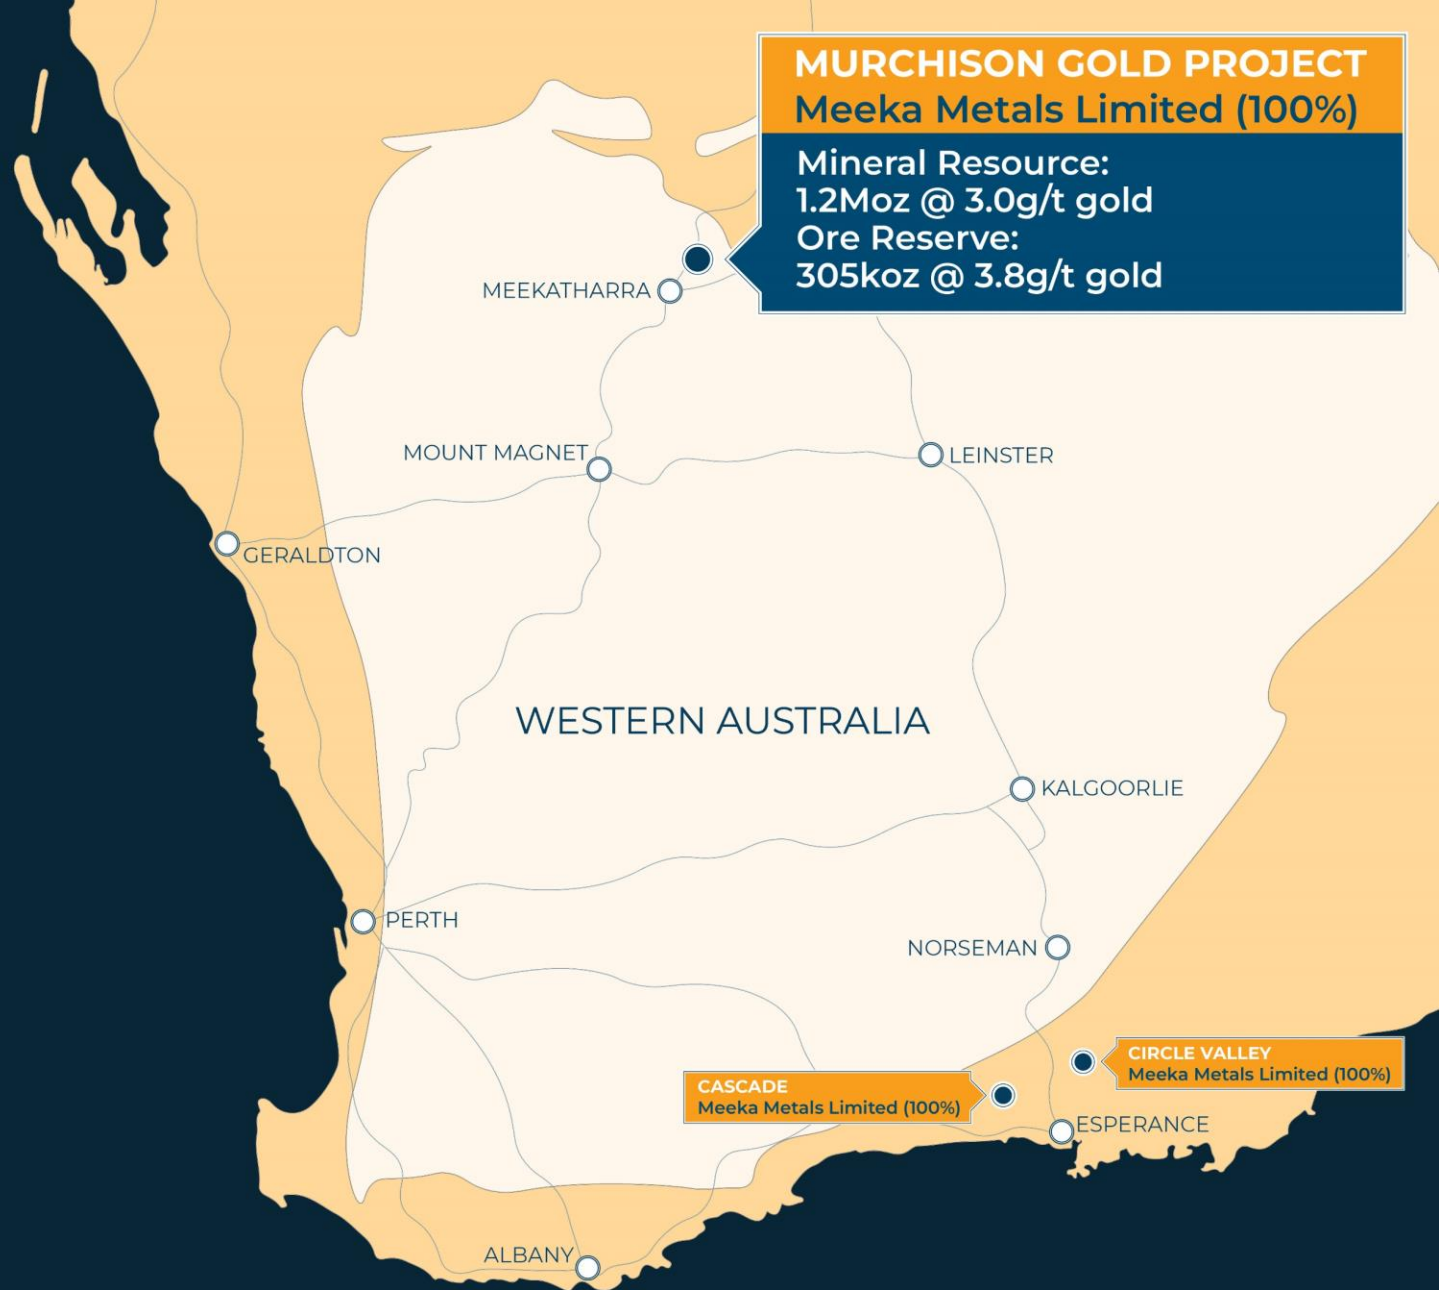 MURCHISON GOLD PROJECT
Meeka Metals Limited (100%)
Mineral Resource:
1.2Moz @ 3.0g/t gold
Ore Reserve:
305koz @ 3.8g/t gold
MEEKATHARRA
MOUNT MAGNET
LEINSTER
GERALDTON
WESTERN AUSTRALIA
KALGOORLIE
PERTH
NORSEMAN
CIRCLE VALLEY
Meeka Metals Limited (100%)
CASCADE
Meeka Metals Limited (100%)
ESPERANCE
ALBANY